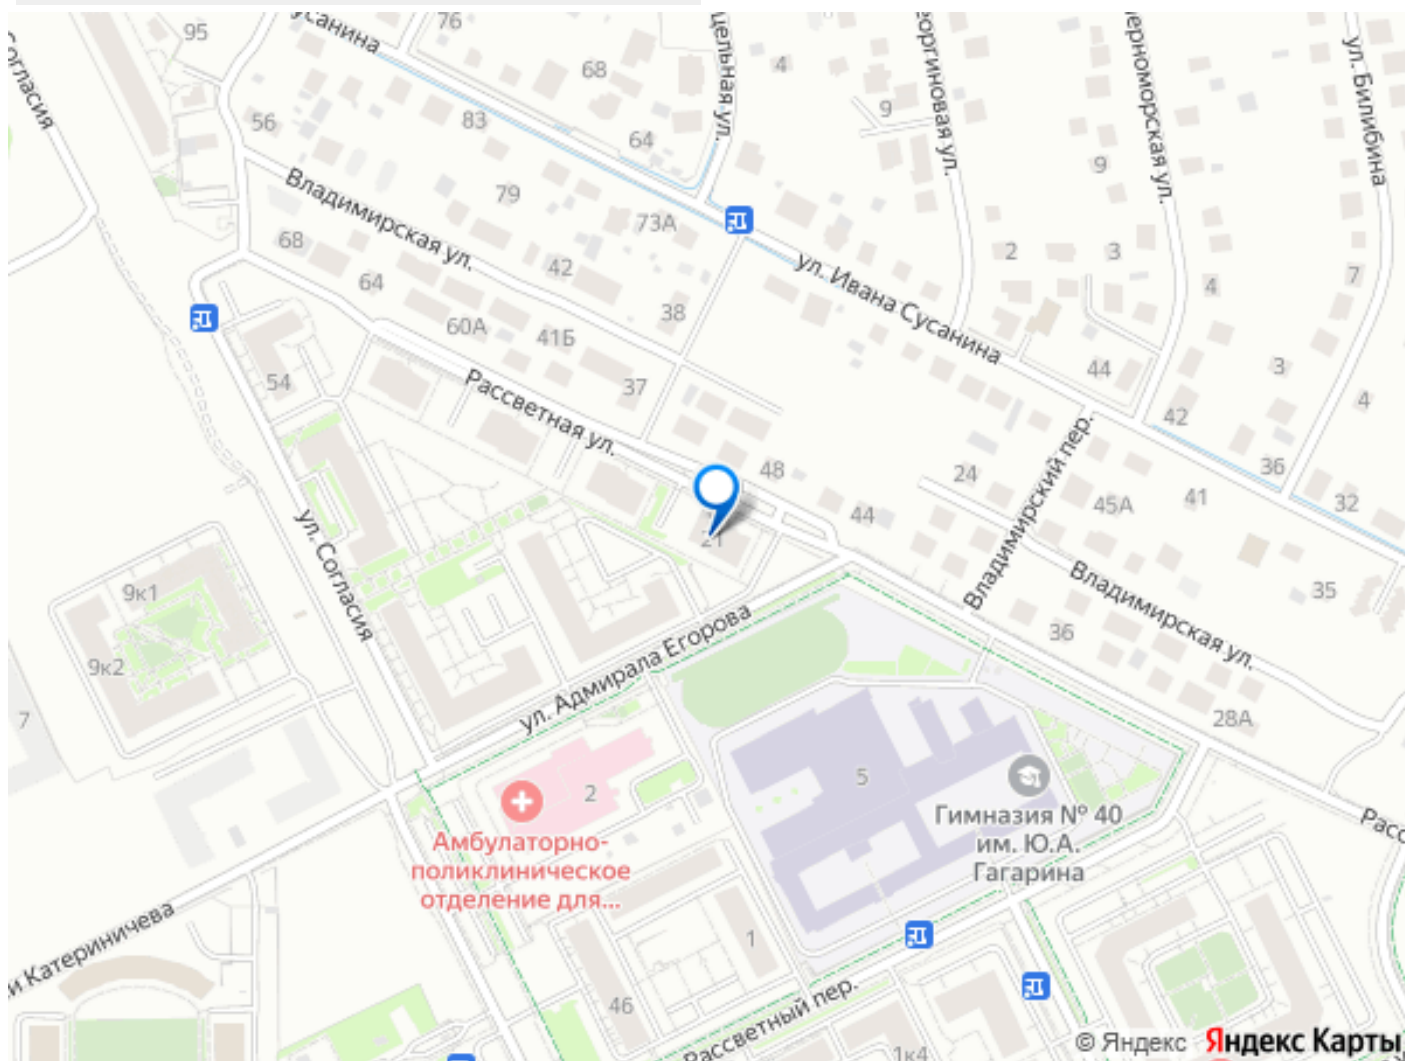 95
Сусанина
76
68
цельная ул.
4
еоргиновая ул.
9
ерноморская ул.
ул. Билибина
Согласия
56
83
64
79
Владимирская ул.
73А
9
68
42
64
38
2
3
4
7
ул. Ивана Сусанина
60А
41Б
37
54
Рассветная ул.
44
3
4
42
48
24
Владимирский пер.
45А
41
36
32
44
21
35
ул. Согласия
Владимирская ул.
9к1
9к2
7
36
28А
ул. Адмирала Егорова
2
5
Гимназия № 40
им. Ю.А.
Гагарина
Амбулаторно-
поликлиническое
отделение для...
Расс
и Катериничева
1
46
Рассветный пер.
1к4
© Яндекс Яндекс Карты